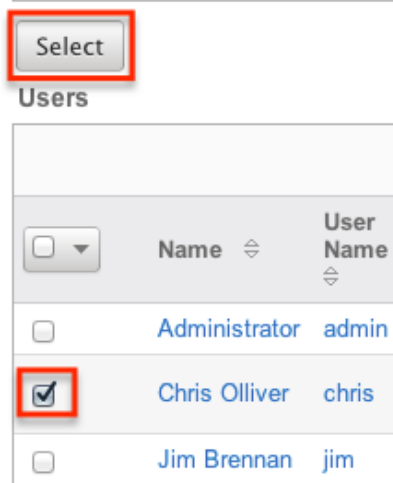 Select
Users
Name User Name
Administrator admin
Chris Olliver chris
Jim Brennan jim